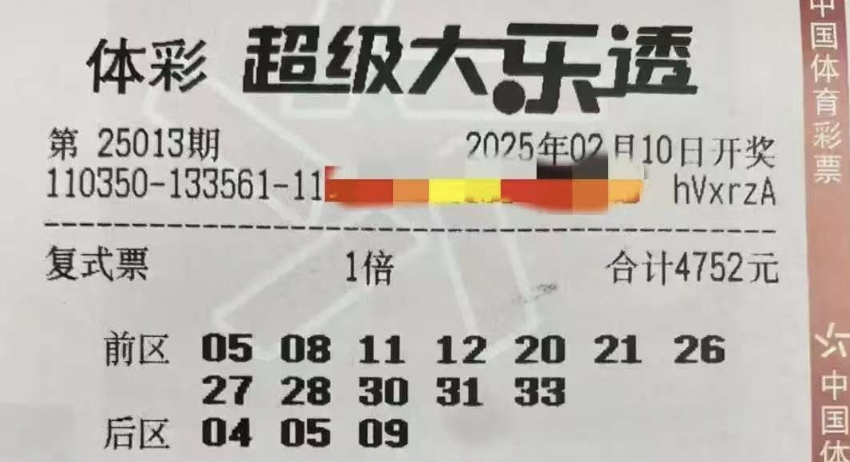 体彩 超级大乐透
第 25013期 2025年02月10日开奖
110350-133561-11 hVxrzA
复式票 1倍 合计4752元
前区 05 08 11 12 20 21 26
27 28 30 31 33
后区 04 05 09
中国体育彩票
中国体